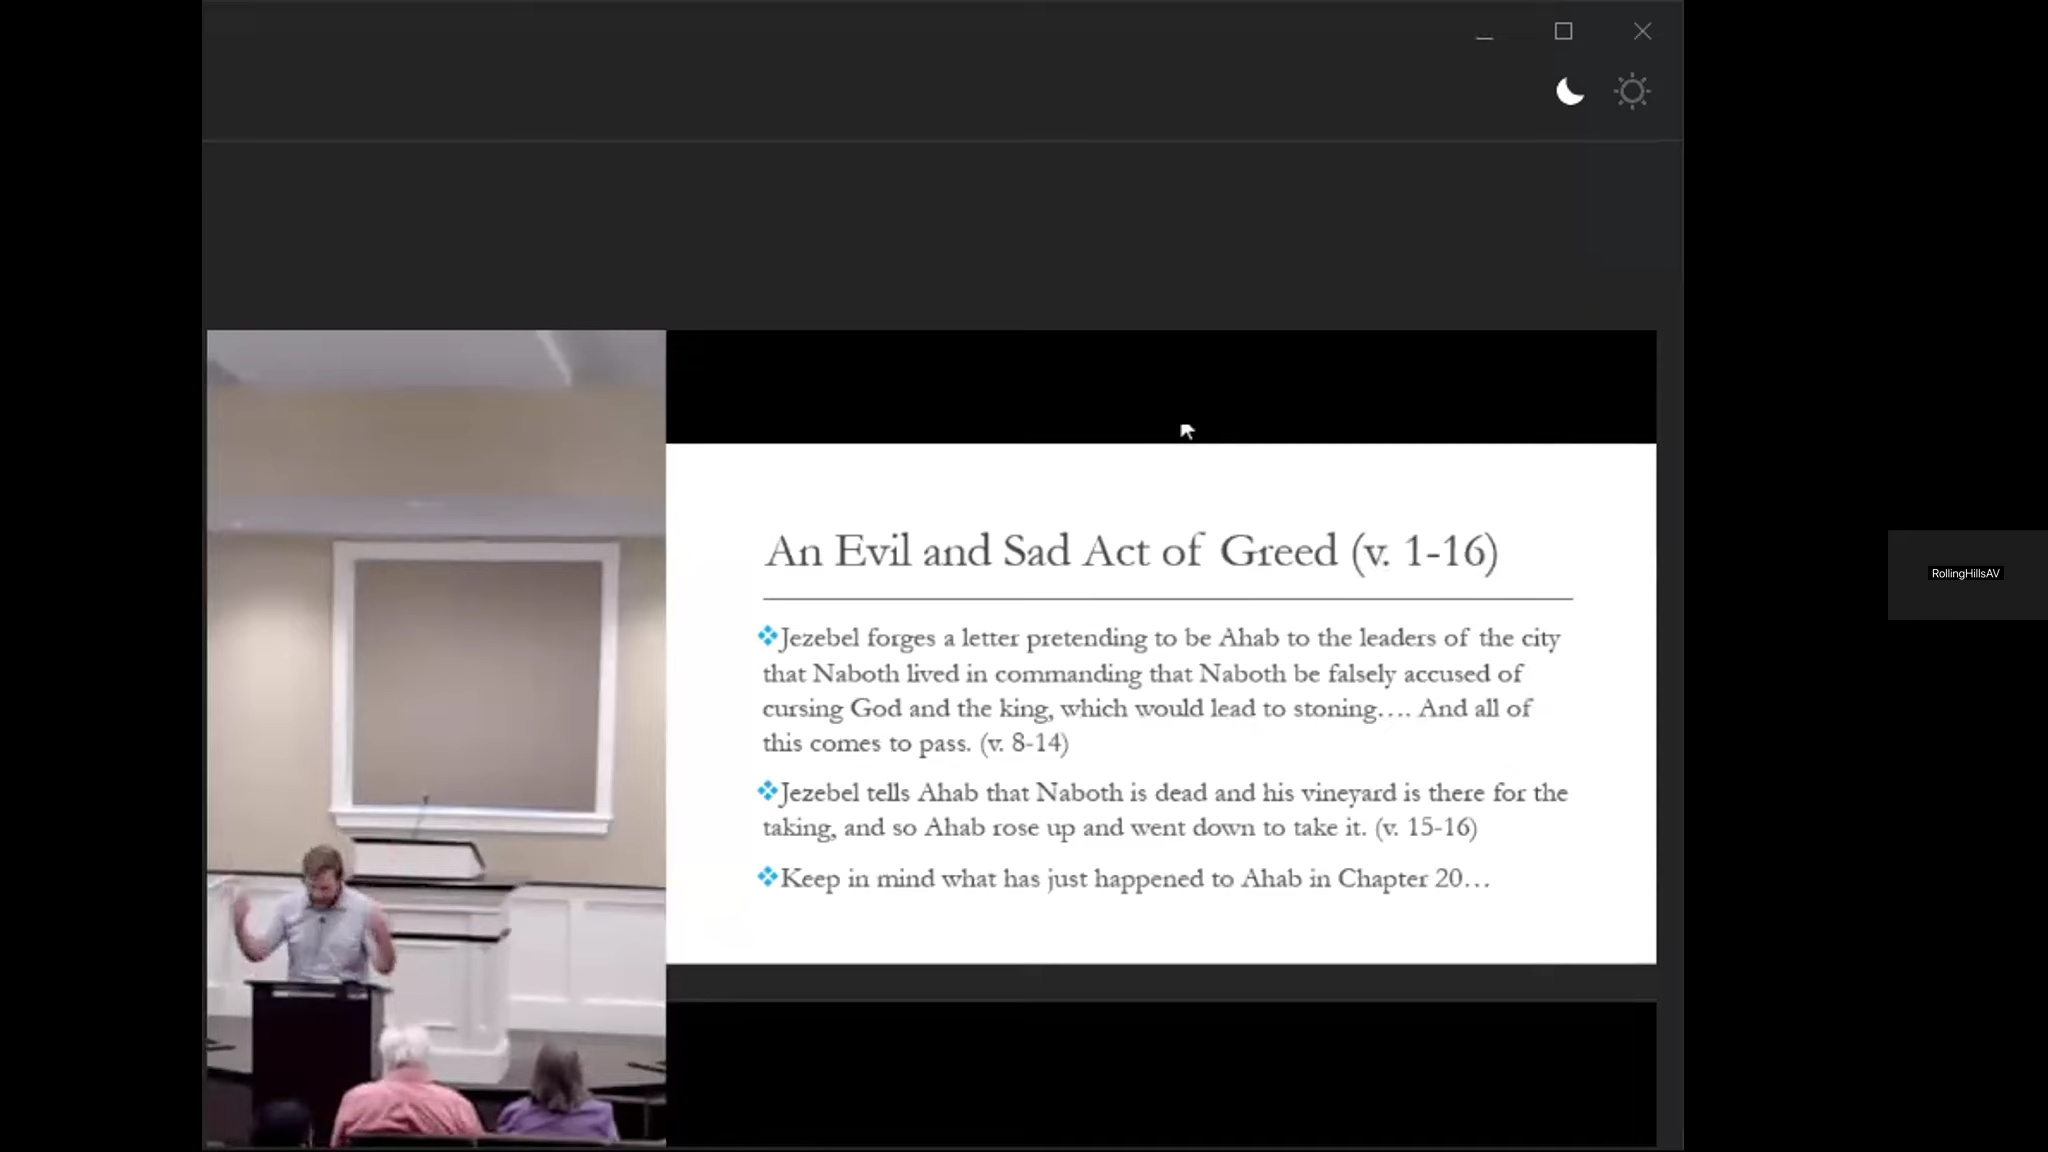 An Evil and Sad Act of Greed (v. 1-16)
Jezebel forges a letter pretending to be Ahab to the leaders of the city
that Naboth lived in commanding that Naboth be falsely accused of
cursing God and the king, which would lead to stoning…. And all of
this comes to pass. (v. 8-14)
Jezebel tells Ahab that Naboth is dead and his vineyard is there for the
taking, and so Ahab rose up and went down to take it. (v. 15-16)
Keep in mind what has just happened to Ahab in Chapter 20…
RollingHillsAV